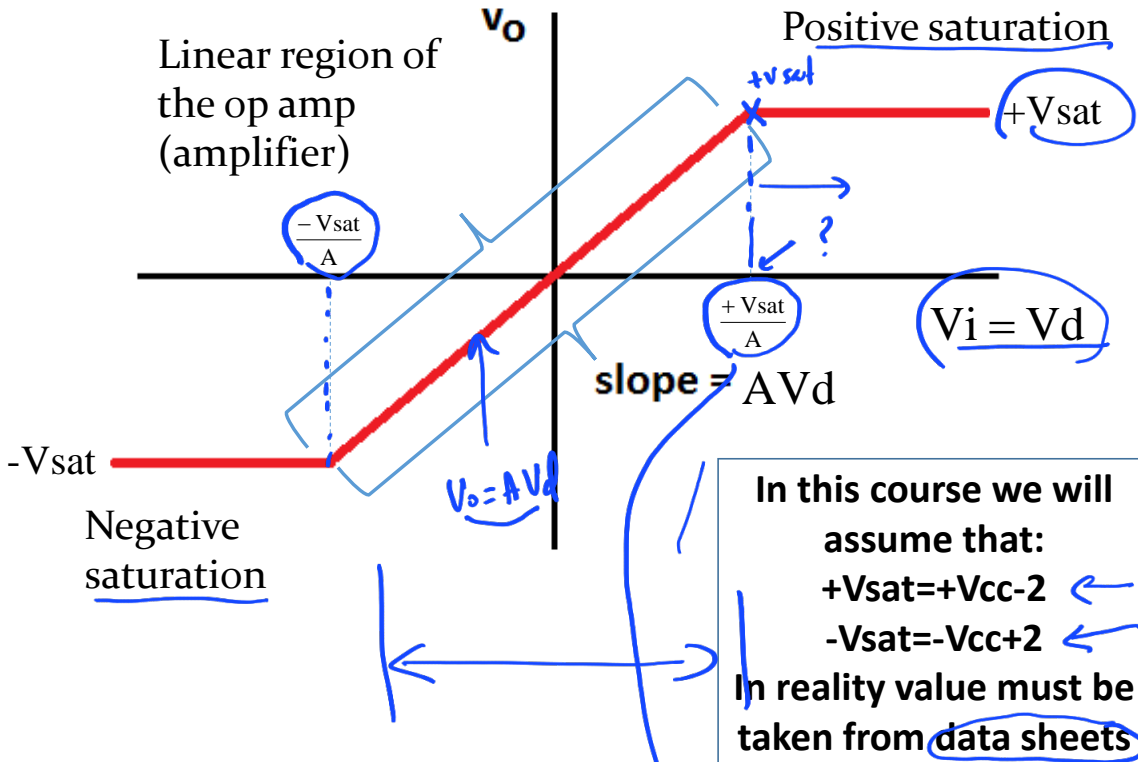 v₀
Positive saturation
Linear region of
the op amp
(amplifier)
+vsat
+Vsat
-Vsat
A
?
+Vsat
A
Vi = Vd
slope = AVd
-Vsat
Vo = AVd
Negative
saturation
In this course we will
assume that:
+Vsat=+Vcc-2
-Vsat=-Vcc+2
In reality value must be
taken from data sheets